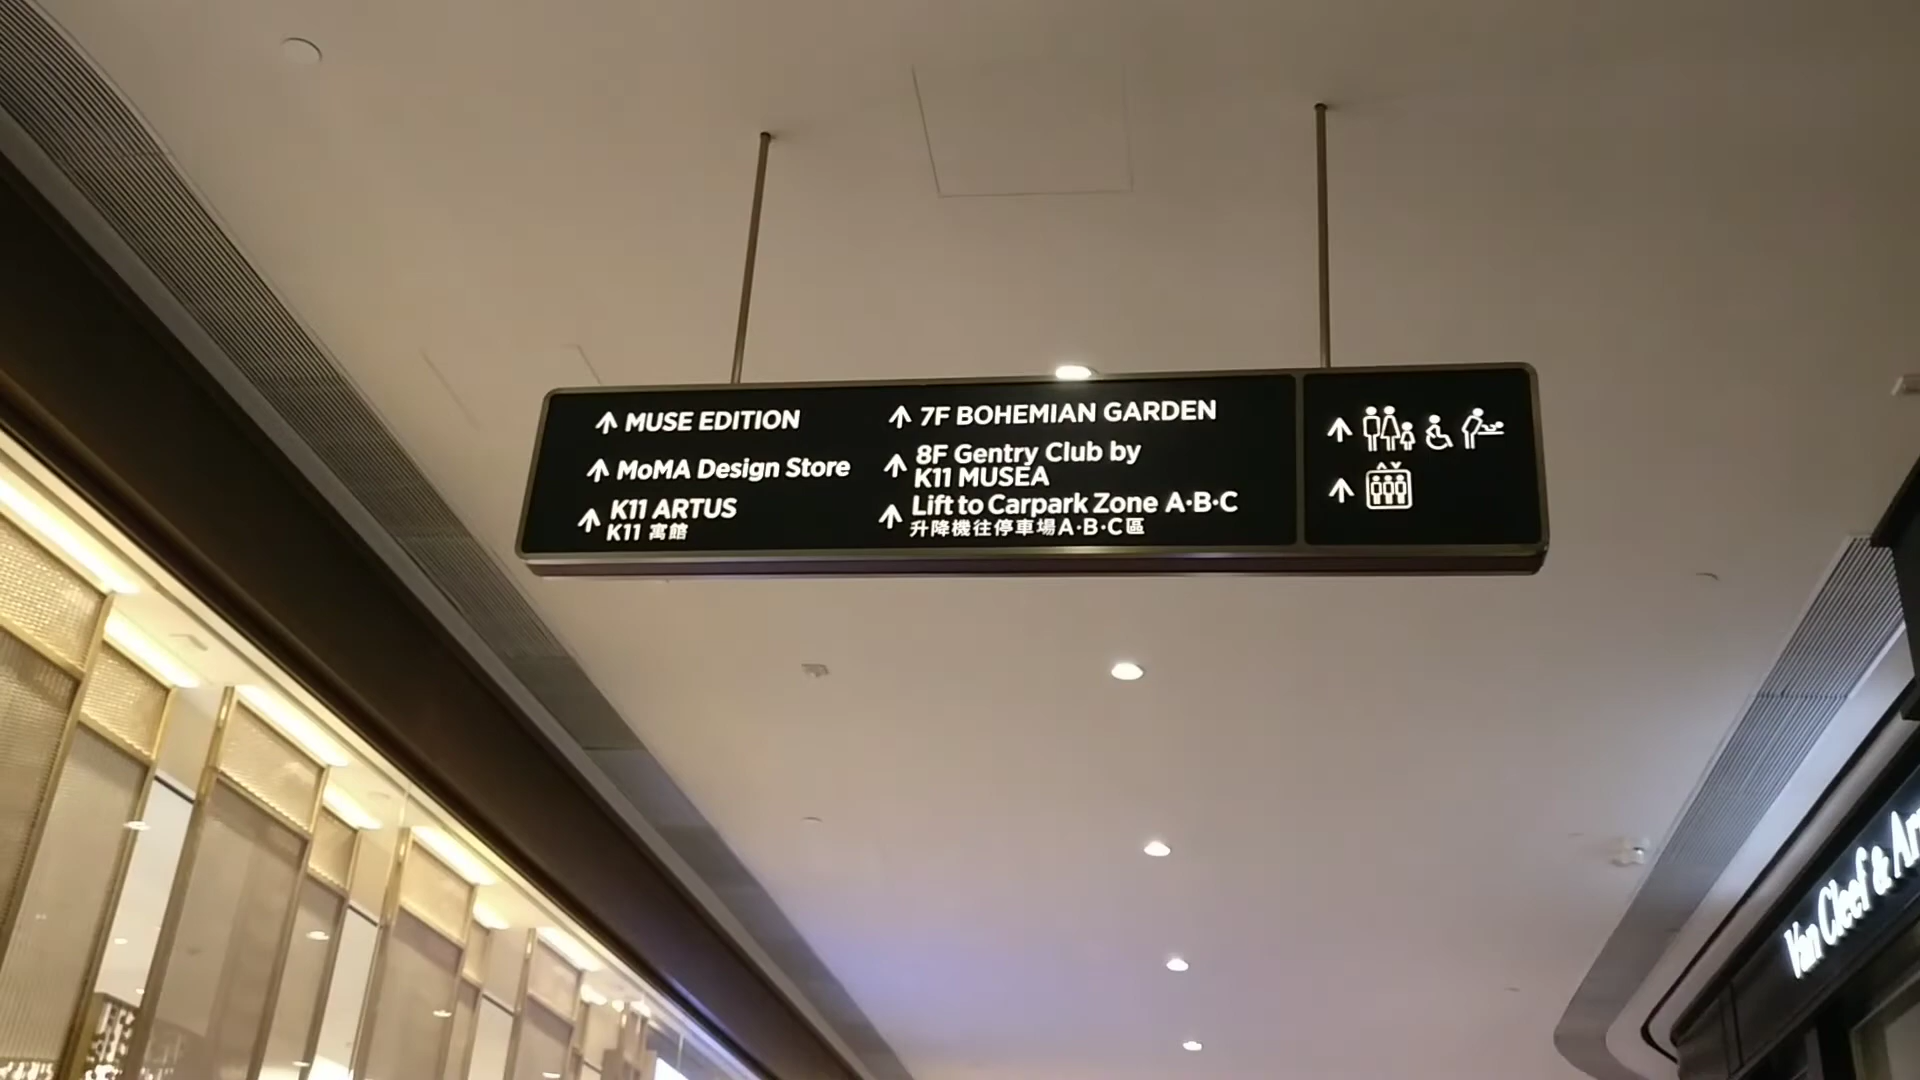 MUSE EDITION
MoMA Design Store
K11 ARTUS
K11 寓館
7F BOHEMIAN GARDEN
8F Gentry Club by
K11 MUSEA
Lift to Carpark Zone A·B·C
升降機往停車場A·B·C區
Van Cleef &